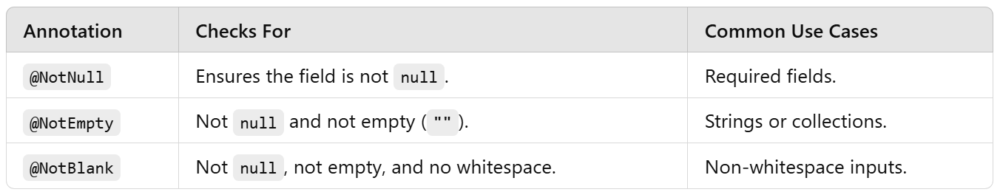 Annotation Checks For Common Use Cases
@NotNull Ensures the field is not null. Required fields.
@NotEmpty Not null and not empty (""). Strings or collections.
@NotBlank Not null, not empty, and no whitespace. Non-whitespace inputs.